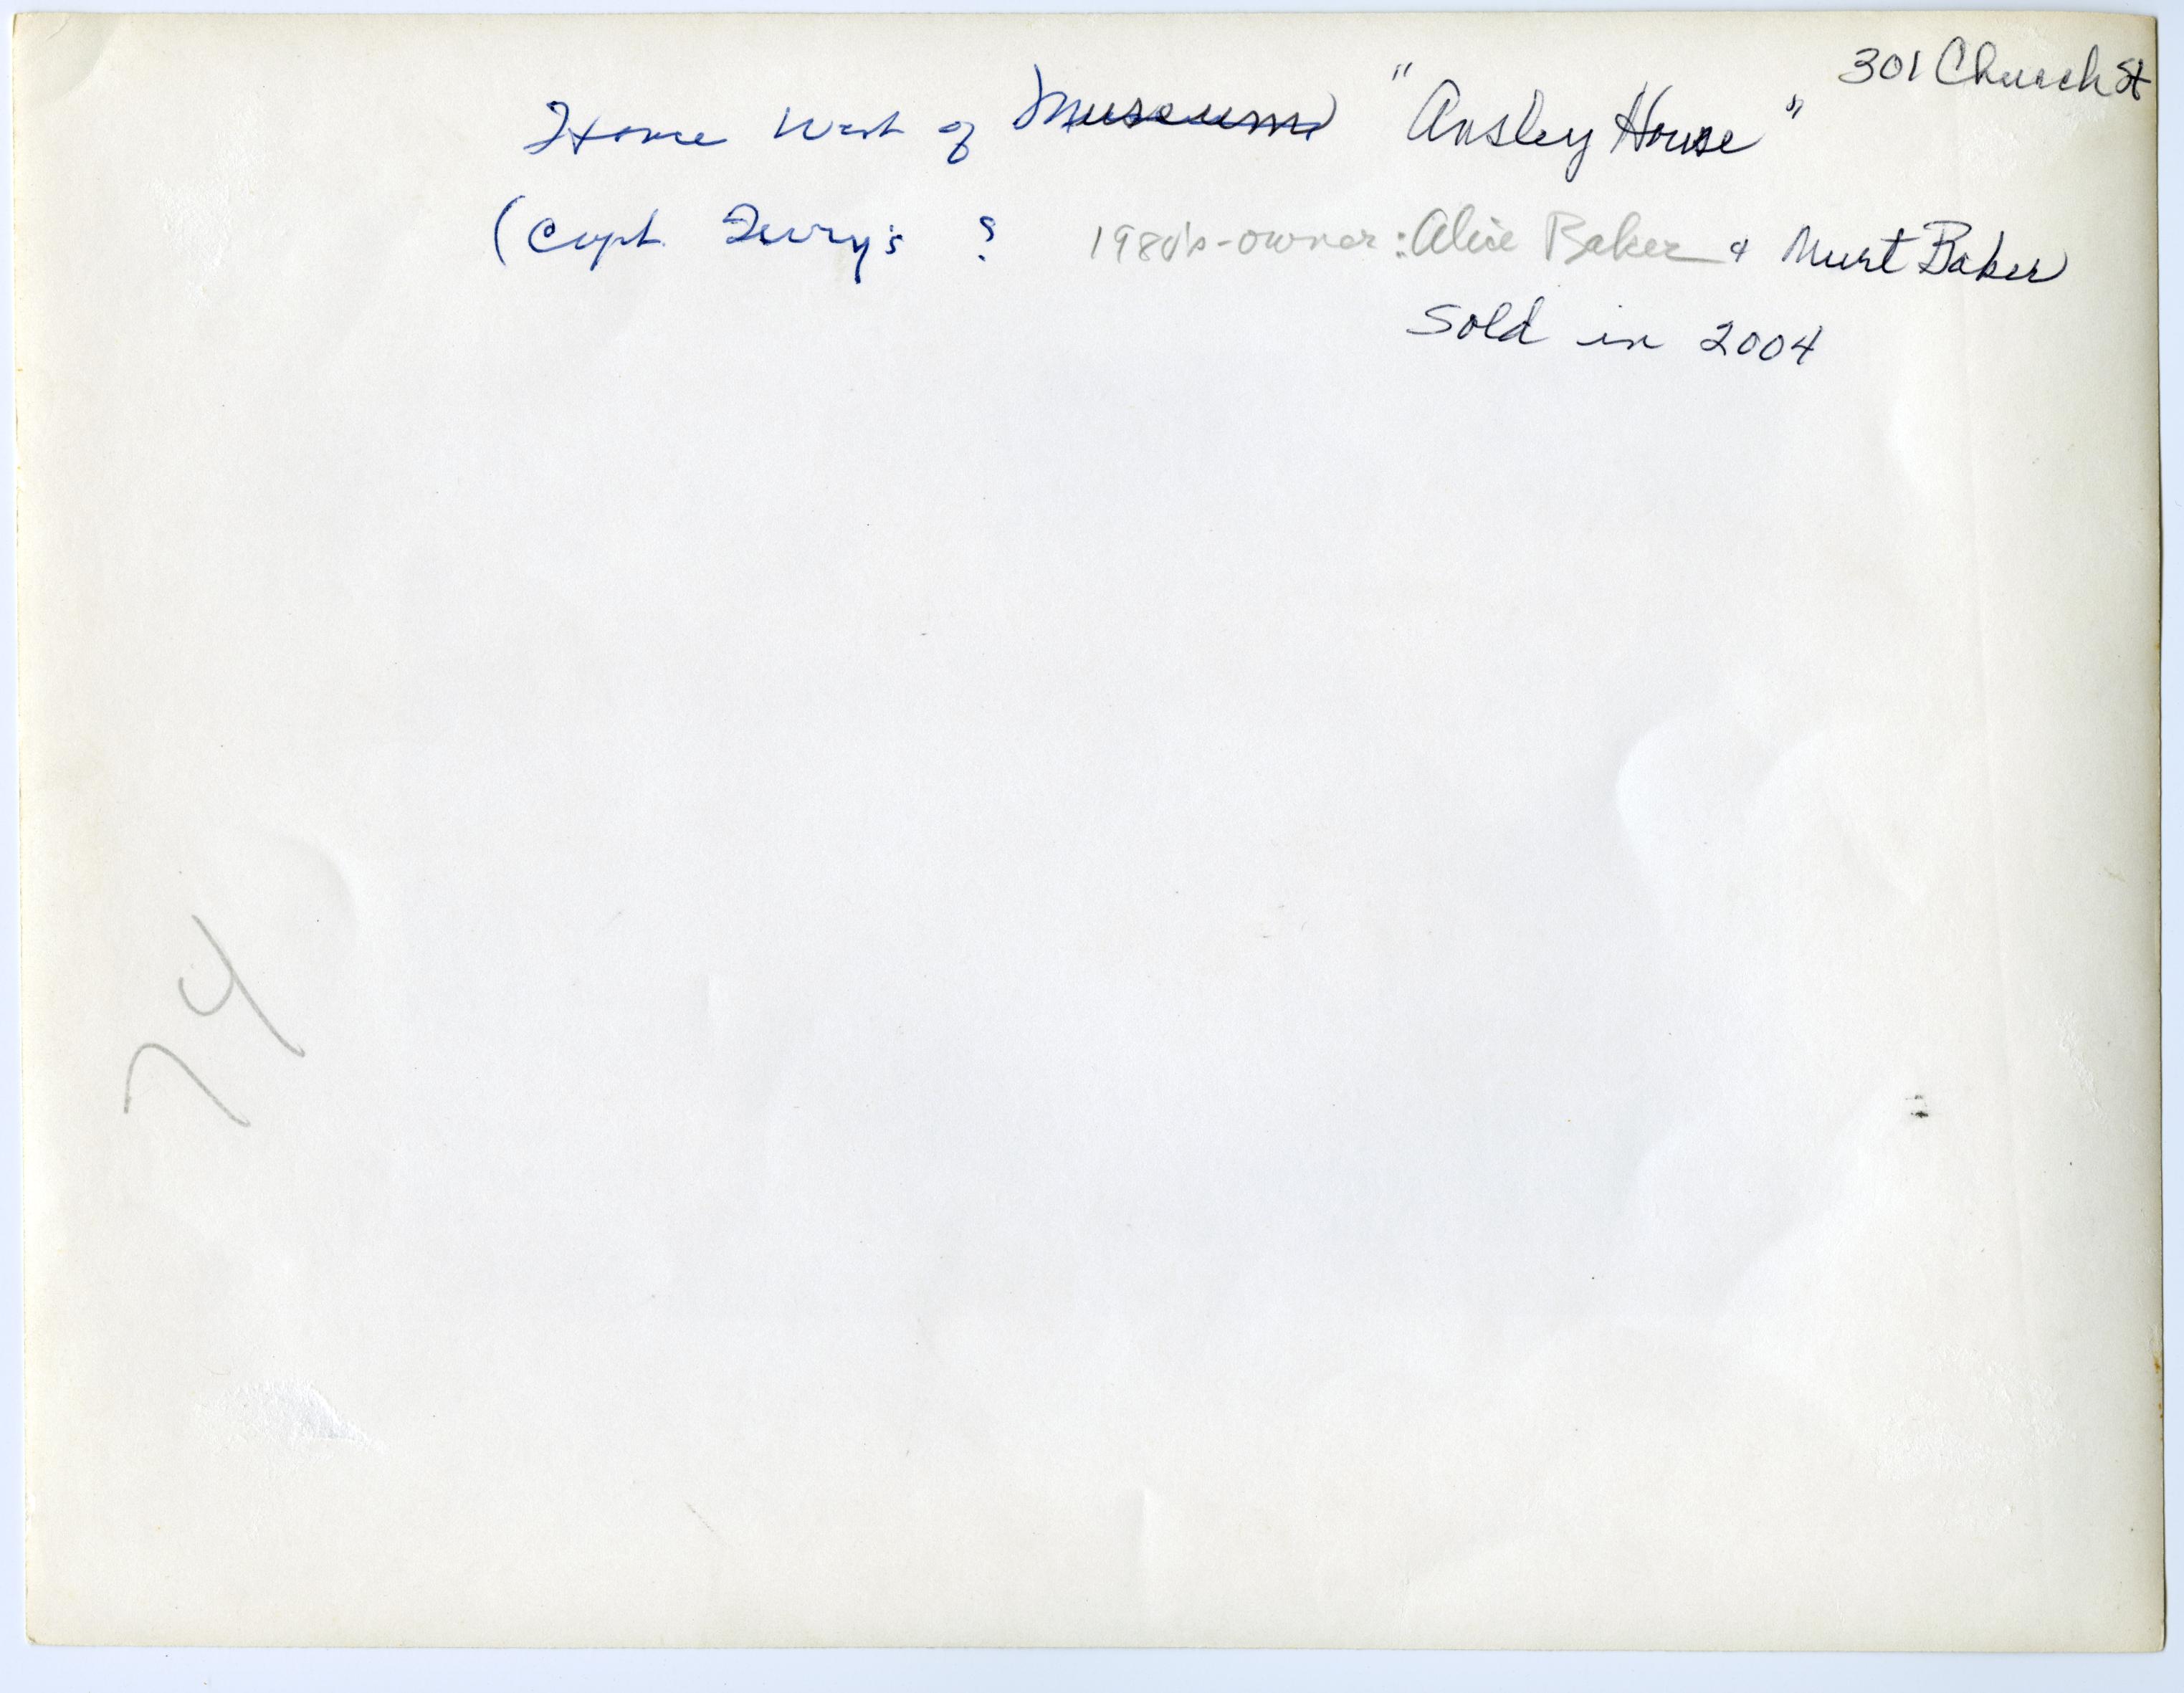 301 Church St
Home West of Museum "Ansley House"
(Capt. Terry's ? 1980's-owner: Alice Baker & Murt Baker
Sold in 2004
74